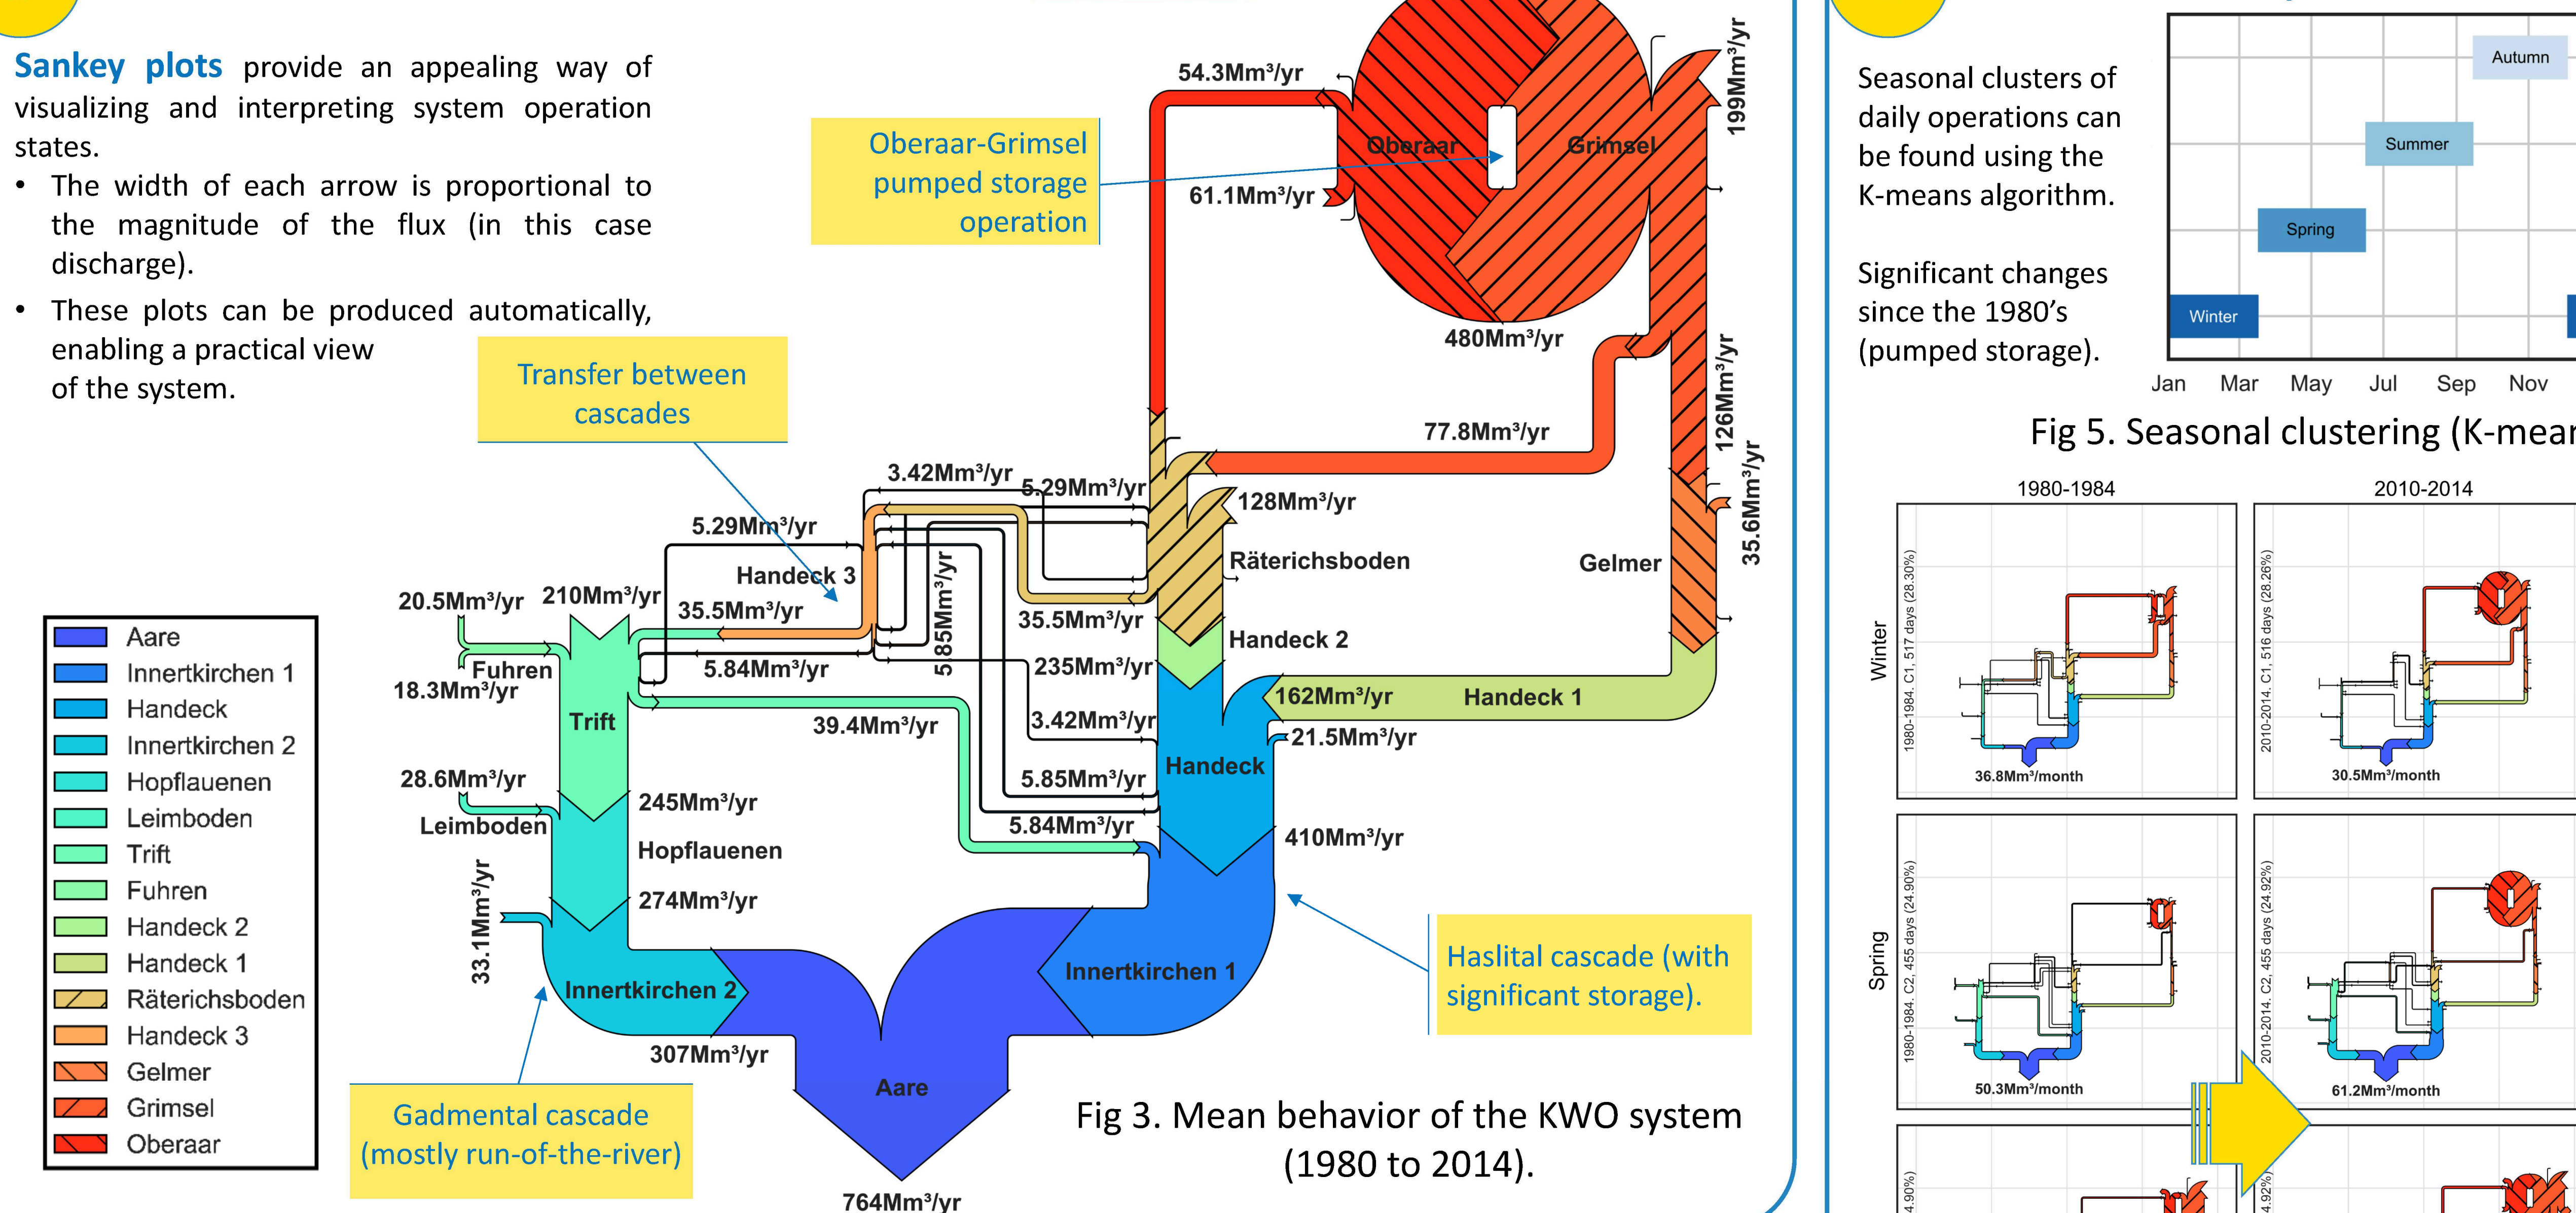 Sankey plots provide an appealing way of
visualizing and interpreting system operation
states.
• The width of each arrow is proportional to
the magnitude of the flux (in this case
discharge).
• These plots can be produced automatically,
enabling a practical view
of the system.
54.3Mm³/yr
199Mm³/yr
Oberaar-Grimsel
pumped storage
operation
Oberaar
Grimsel
61.1Mm³/yr
480Mm³/yr
126Mm³/yr
Transfer between
cascades
77.8Mm³/yr
35.6Mm³/yr
3.42Mm³/yr
5.29Mm³/yr
128Mm³/yr
5.29Mm³/yr
Räterichsboden
Gelmer
Handeck 3
5.85Mm³/yr
20.5Mm³/yr
210Mm³/yr
35.5Mm³/yr
35.5Mm³/yr
Handeck 2
Fuhren
5.84Mm³/yr
235Mm³/yr
18.3Mm³/yr
162Mm³/yr
Handeck 1
Trift
39.4Mm³/yr
3.42Mm³/yr
21.5Mm³/yr
Handeck
28.6Mm³/yr
5.85Mm³/yr
245Mm³/yr
Leimboden
5.84Mm³/yr
410Mm³/yr
Hopflauenen
33.1Mm³/yr
274Mm³/yr
Innertkirchen 2
Innertkirchen 1
Haslital cascade (with
significant storage).
307Mm³/yr
Aare
Gadmental cascade
(mostly run-of-the-river)
764Mm³/yr
Fig 3. Mean behavior of the KWO system
(1980 to 2014).
Aare
Innertkirchen 1
Handeck
Innertkirchen 2
Hopflauenen
Leimboden
Trift
Fuhren
Handeck 2
Handeck 1
Räterichsboden
Handeck 3
Gelmer
Grimsel
Oberaar
Seasonal clusters of
daily operations can
be found using the
K-means algorithm.
Significant changes
since the 1980’s
(pumped storage).
Autumn
Summer
Spring
Winter
Jan Mar May Jul Sep Nov
Fig 5. Seasonal clustering (K-mear
1980-1984
2010-2014
Winter
1980-1984. C1, 517 days (28.30%)
36.8Mm³/month
2010-2014. C1, 516 days (28.26%)
30.5Mm³/month
Spring
1980-1984. C2, 455 days (24.90%)
50.3Mm³/month
2010-2014. C2, 455 days (24.92%)
61.2Mm³/month
4.90%)
4.92%)